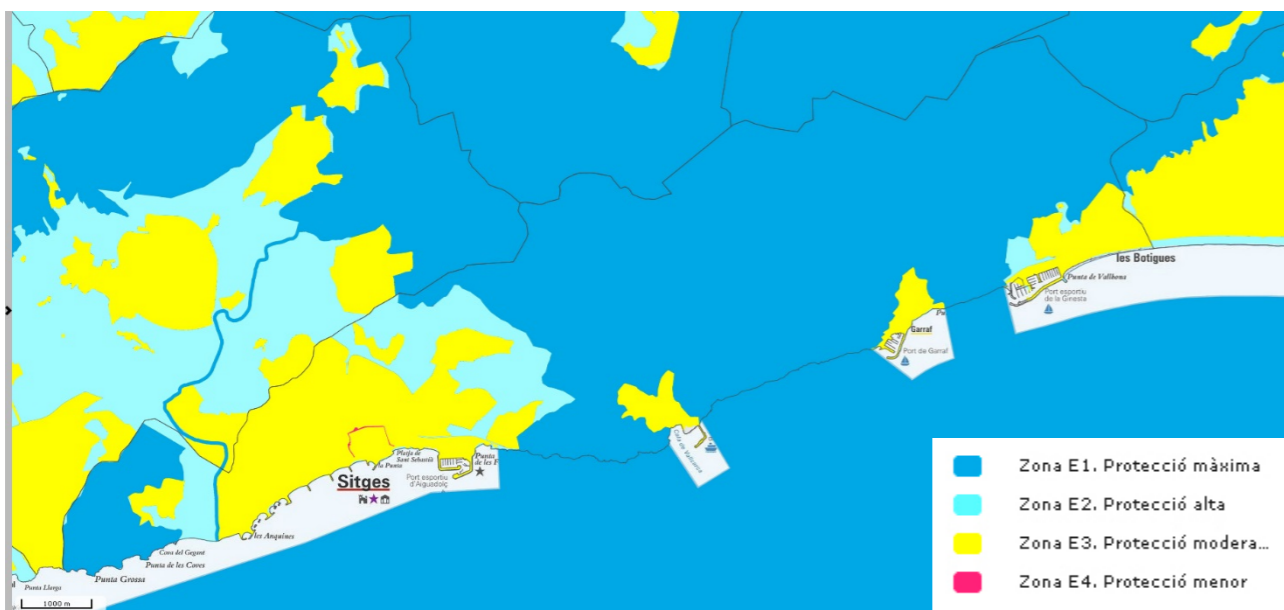 les Botigues
Punta de Vallbona
Port esportiu
de la Ginesta
Garraf
Port de Garraf
Cala de Vallcarca
Platja de
Sant Sebastià
la Punta
Punta
de les F
Port esportiu
d'Aiguadolç
Sitges
les Anquines
Cova del Gegant
Punta de les Coves
Punta Grossa
Punta Llarga
1000 m
Zona E1. Protecció màxima
Zona E2. Protecció alta
Zona E3. Protecció modera...
Zona E4. Protecció menor